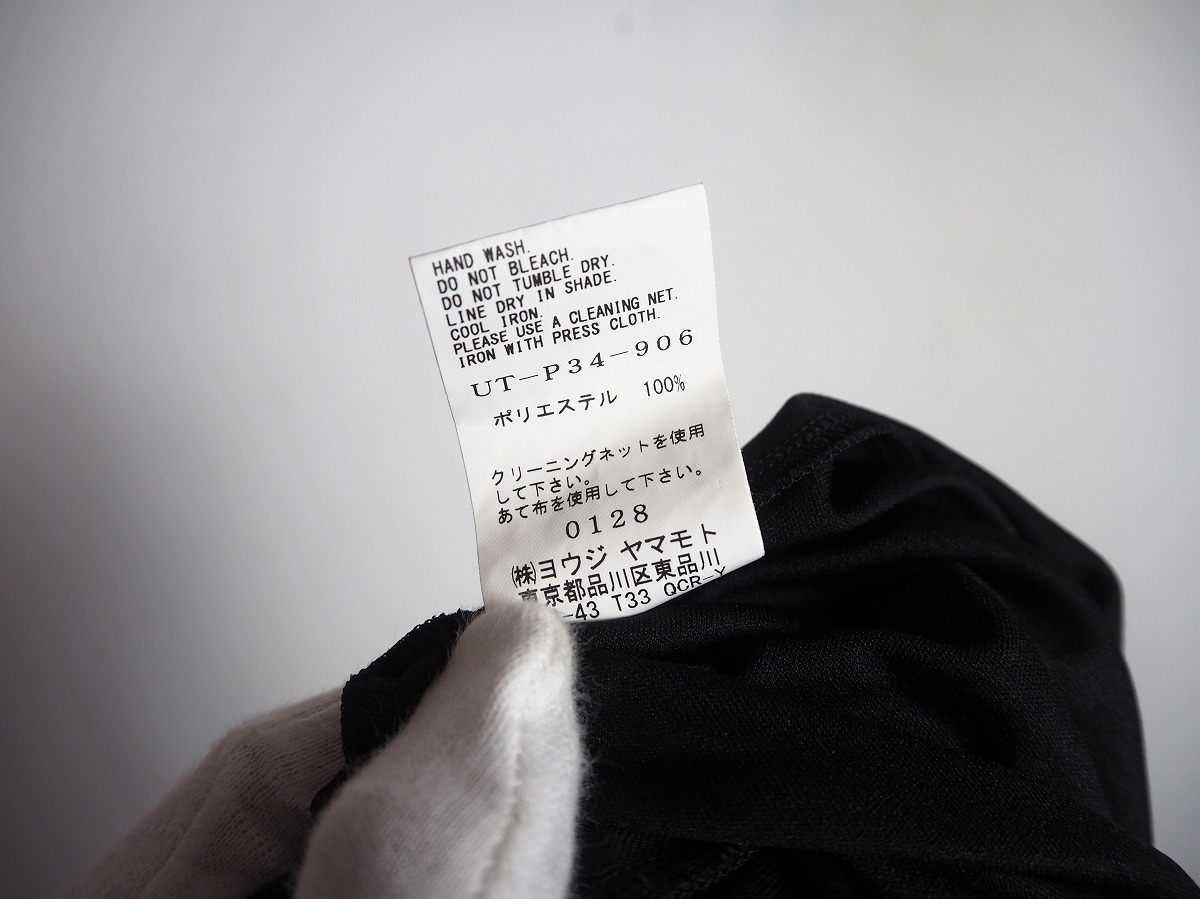 HAND WASH.
DO NOT BLEACH.
DO NOT TUMBLE DRY.
LINE DRY IN SHADE.
COOL IRON.
PLEASE USE A CLEANING NET.
IRON WITH PRESS CLOTH.
UT-P34-906
ポリエステル 100%
クリーニングネットを使用
して下さい。
あて布を使用して下さい。
0128
㈱ヨウジ ヤマモト
東京都品川区東品川
-43 T33 QCR-Y